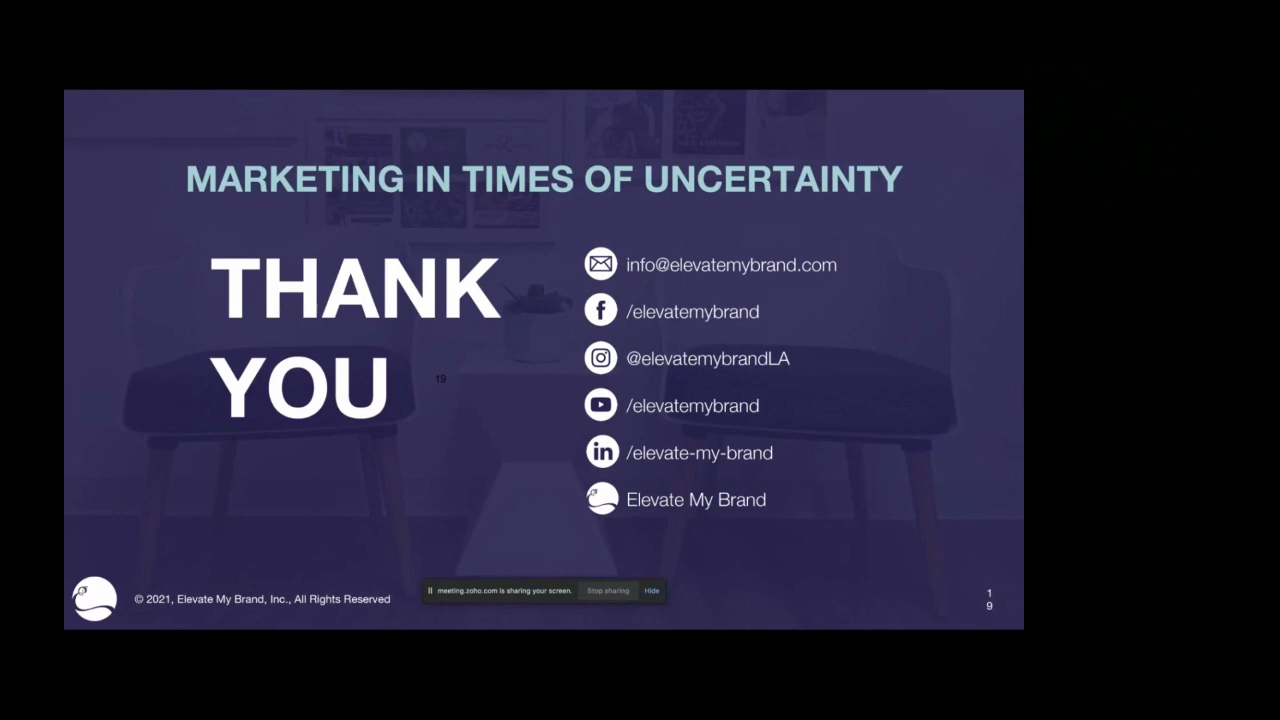 MARKETING IN TIMES OF UNCERTAINTY
THANK
YOU
19
info@elevatemybrand.com
/elevatemybrand
@elevatemybrandLA
/elevatemybrand
/elevate-my-brand
Elevate My Brand
© 2021, Elevate My Brand, Inc., All Rights Reserved
meeting.zoho.com is sharing your screen. Stop sharing Hide
1
9